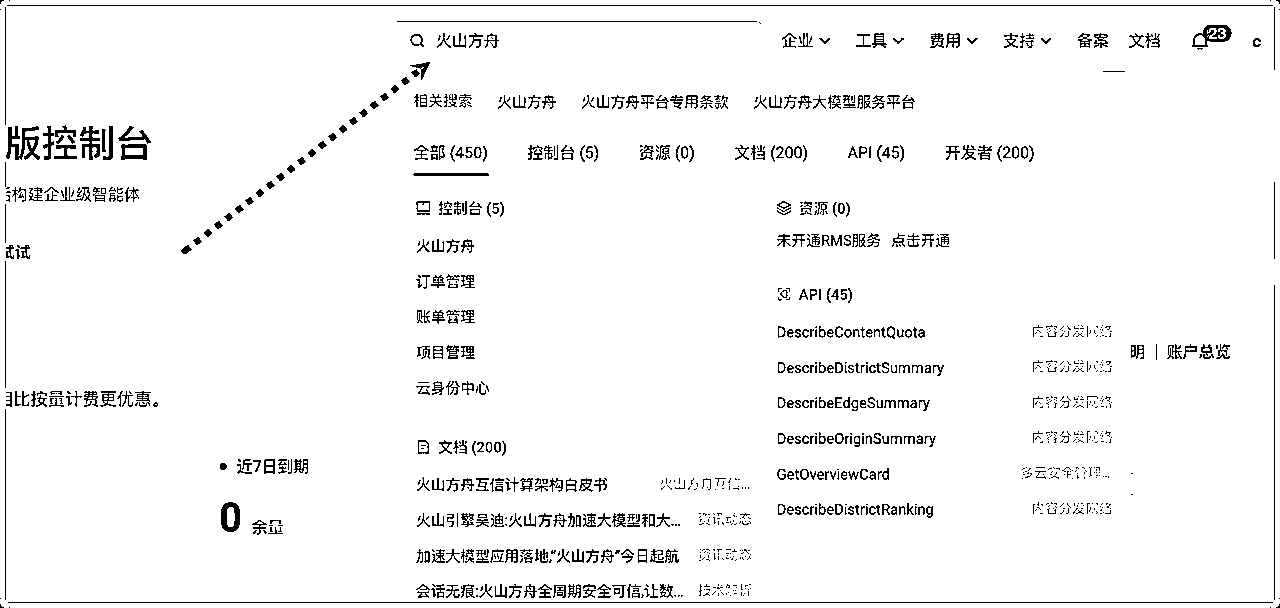 火山方舟
企业 工具 费用 支持 备案 文档 23 c
相关搜索 火山方舟 火山方舟平台专用条款 火山方舟大模型服务平台
版控制台
全部 (450) 控制台 (5) 资源 (0) 文档 (200) API (45) 开发者 (200)
构建企业级智能体
试试
控制台 (5)
火山方舟
订单管理
账单管理
项目管理
云身份中心
文档 (200)
火山方舟互信计算架构白皮书 火山方舟互信...
火山引擎吴迪:火山方舟加速大模型和大... 资讯动态
加速大模型应用落地,“火山方舟”今日起航 资讯动态
会话无痕:火山方舟全周期安全可信,让数... 技术解析
资源 (0)
未开通RMS服务 点击开通
API (45)
DescribeContentQuota 内容分发网络
DescribeDistrictSummary 内容分发网络
DescribeEdgeSummary 内容分发网络
DescribeOriginSummary 内容分发网络
GetOverviewCard 多云安全管理...
DescribeDistrictRanking 内容分发网络
明 | 账户总览
相比按量计费更优惠。
近7日到期
0 余量